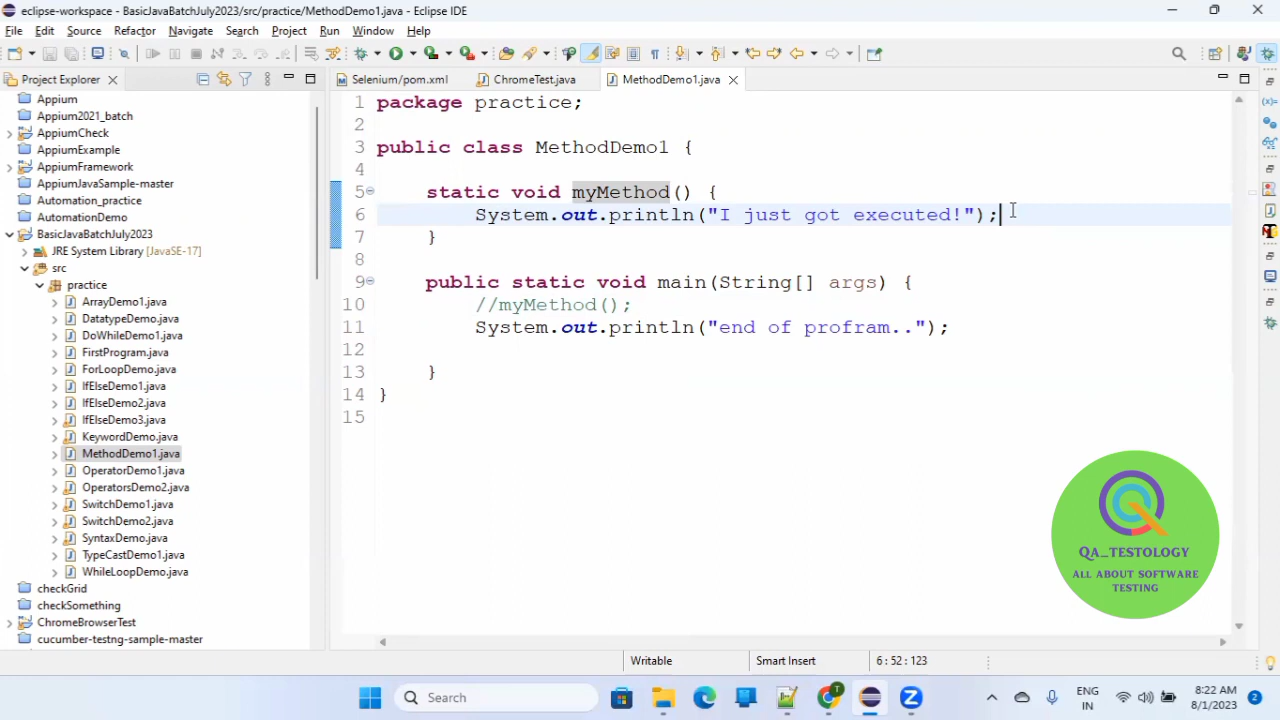 eclipse-workspace - BasicJavaBatchJuly2023/src/practice/MethodDemo1.java - Eclipse IDE
File Edit Source Refactor Navigate Search Project Run Window Help
Project Explorer
Selenium/pom.xml
ChromeTest.java
MethodDemo1.java
Appium
Appium2021_batch
AppiumCheck
AppiumExample
AppiumFramework
AppiumJavaSample-master
Automation_practice
AutomationDemo
BasicJavaBatchJuly2023
JRE System Library [JavaSE-17]
src
practice
ArrayDemo1.java
DatatypeDemo.java
DoWhileDemo1.java
FirstProgram.java
ForLoopDemo.java
IfElseDemo1.java
IfElseDemo2.java
IfElseDemo3.java
KeywordDemo.java
MethodDemo1.java
OperatorDemo1.java
OperatorsDemo2.java
SwitchDemo1.java
SwitchDemo2.java
SyntaxDemo.java
TypeCastDemo1.java
WhileLoopDemo.java
checkGrid
checkSomething
ChromeBrowserTest
cucumber-testng-sample-master
1 package practice;
2
3 public class MethodDemo1 {
4
5 static void myMethod() {
6 System.out.println("I just got executed!");
7 }
8
9 public static void main(String[] args) {
10 //myMethod();
11 System.out.println("end of profram..");
12
13 }
14 }
15
QA_TESTOLOGY
ALL ABOUT SOFTWARE
TESTING
Writable
Smart Insert
6 : 52 : 123
Search
ENG
IN
8:22 AM
8/1/2023
2